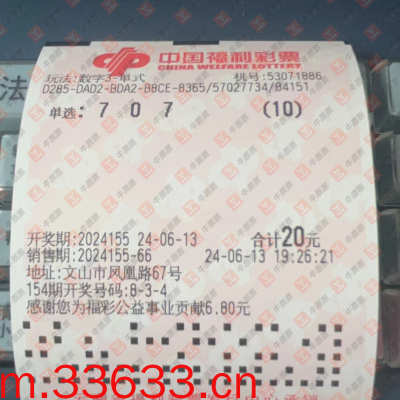 中国福利彩票
CHINA WELFARE LOTTERY
玩法:数字3-单式 机号:53071886
D285-DAD2-BDA2-B8CE-8365/57027734/84151
法
单选: 7 0 7 (10)
开奖期:2024155 24-06-13 合计20元
销售期:2024155-66 24-06-13 19:26:21
地址:文山市凤凰路67号
154期开奖号码:8-3-4
感谢您为福彩公益事业贡献6.80元
m.33633.cn